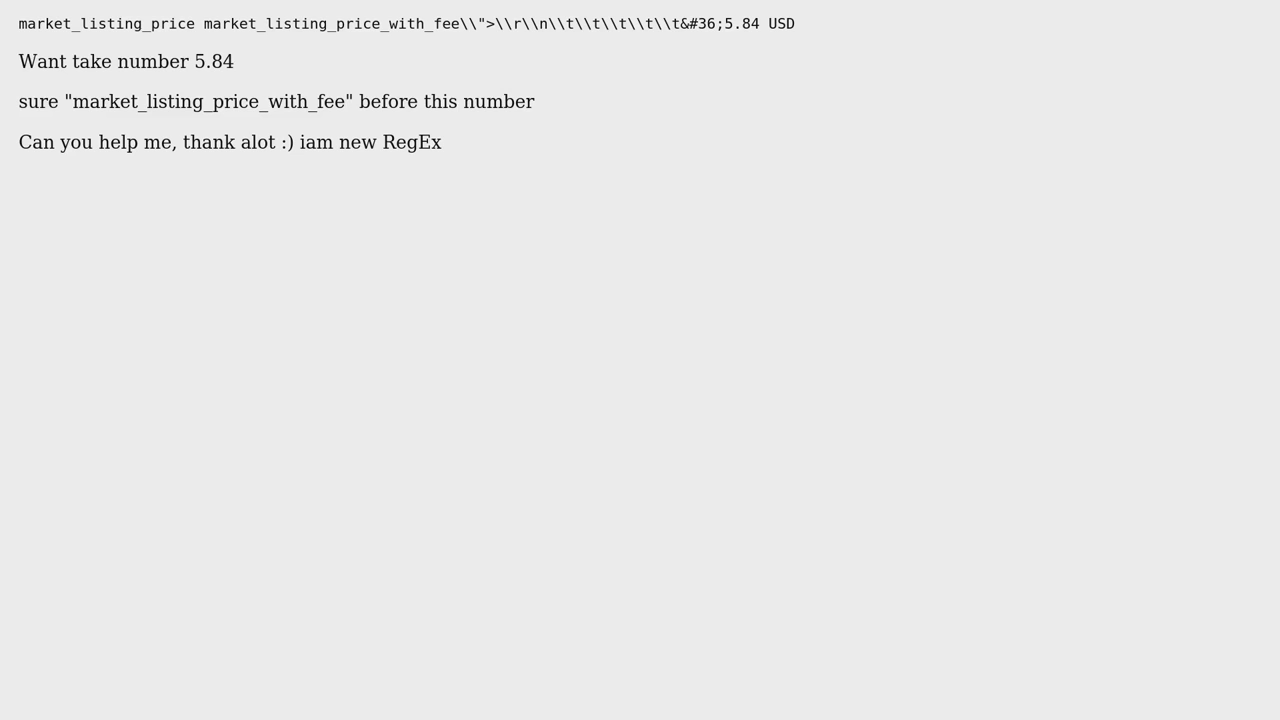 market_listing_price market_listing_price_with_fee\\">\\r\\n\\t\\t\\t\\t\\t&#36;5.84 USD
Want take number 5.84
sure "market_listing_price_with_fee" before this number
Can you help me, thank alot :) iam new RegEx